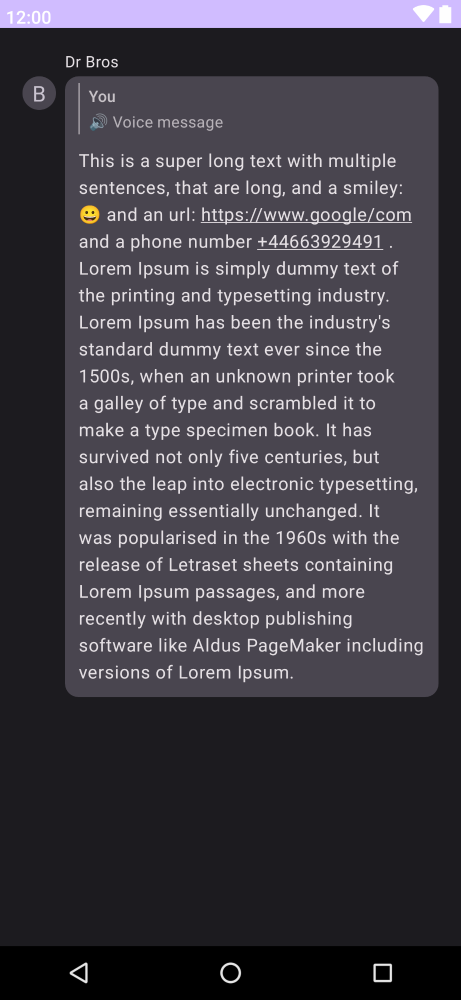 12:00
Dr Bros
B
You
🔊 Voice message
This is a super long text with multiple
sentences, that are long, and a smiley:
😀 and an url: https://www.google/com
and a phone number +44663929491 .
Lorem Ipsum is simply dummy text of
the printing and typesetting industry.
Lorem Ipsum has been the industry's
standard dummy text ever since the
1500s, when an unknown printer took
a galley of type and scrambled it to
make a type specimen book. It has
survived not only five centuries, but
also the leap into electronic typesetting,
remaining essentially unchanged. It
was popularised in the 1960s with the
release of Letraset sheets containing
Lorem Ipsum passages, and more
recently with desktop publishing
software like Aldus PageMaker including
versions of Lorem Ipsum.